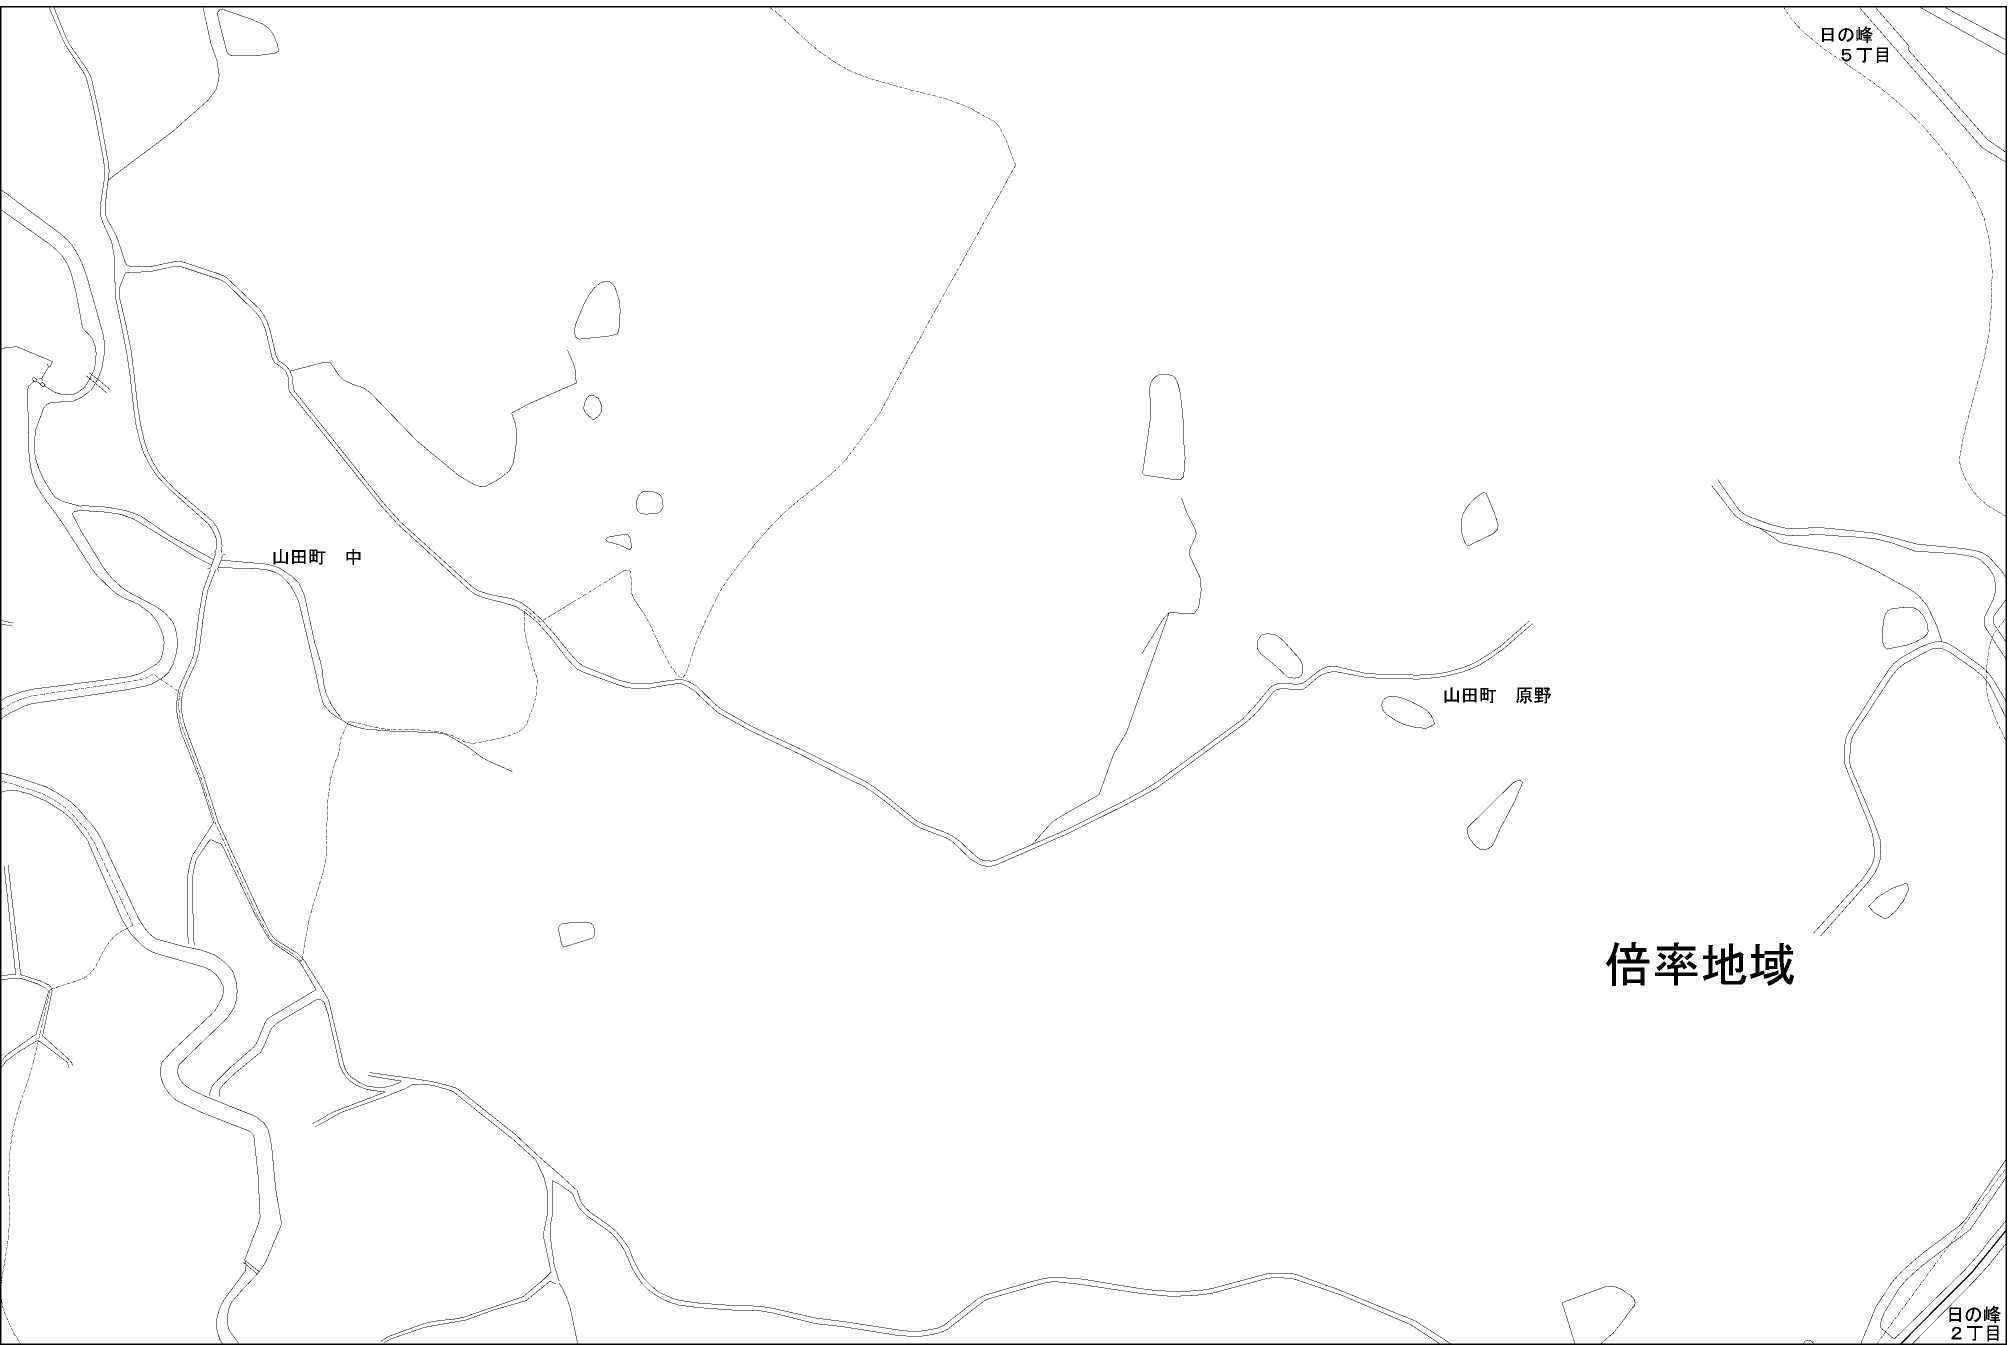 日の峰
５丁目
山田町　中
山田町　原野
倍率地域
日の峰
２丁目